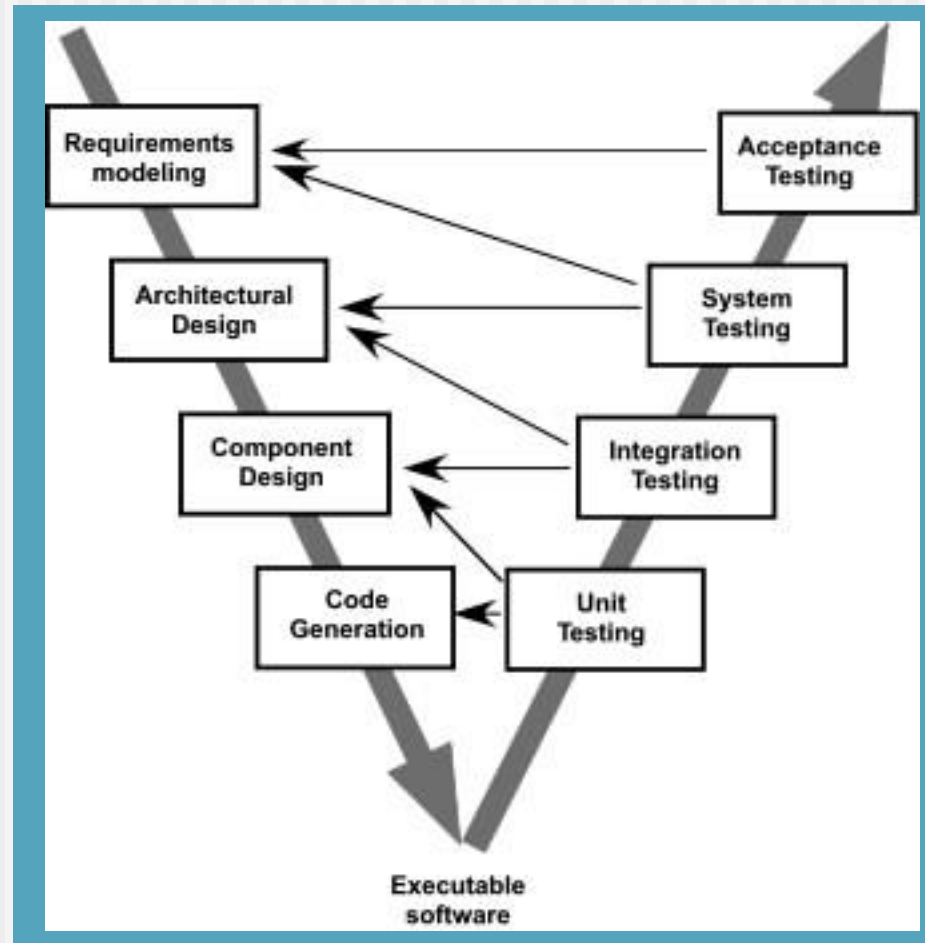 Requirements
modeling
Acceptance
Testing
Architectural
Design
System
Testing
Component
Design
Integration
Testing
Code
Generation
Unit
Testing
Executable
software